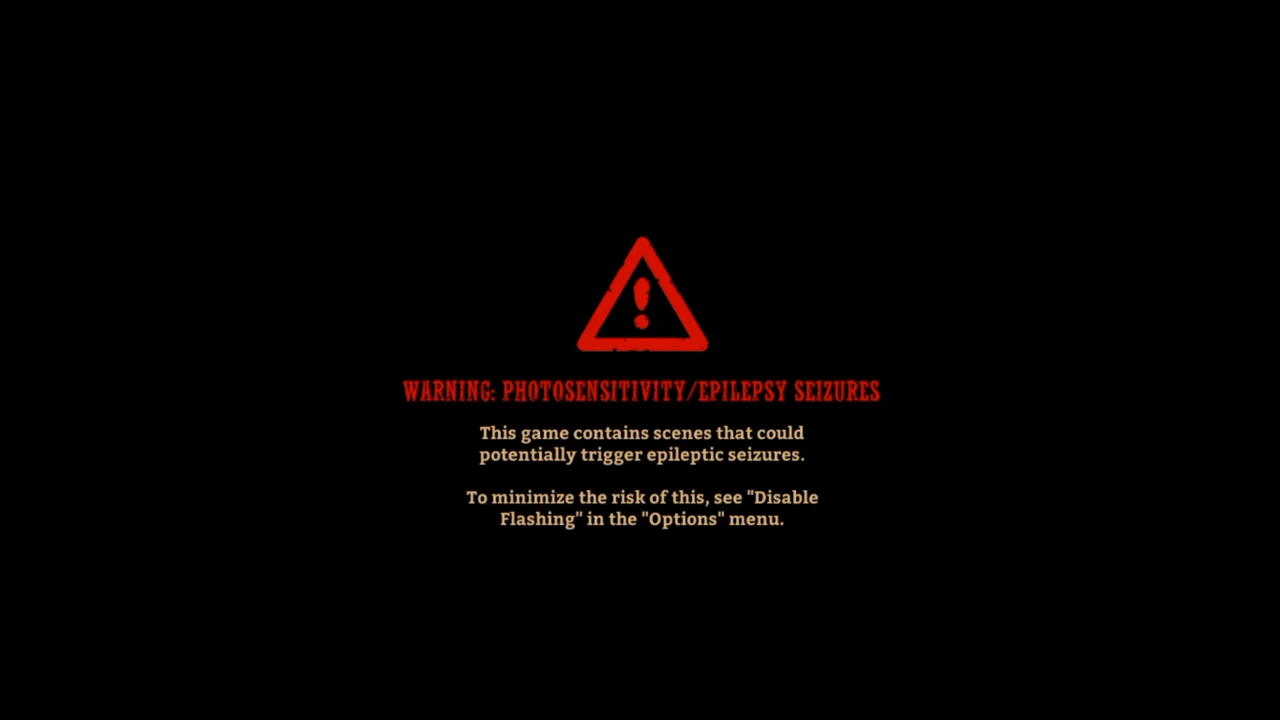 WARNING: PHOTOSENSITIVITY/EPILEPSY SEIZURES
This game contains scenes that could
potentially trigger epileptic seizures.
To minimize the risk of this, see "Disable
Flashing" in the "Options" menu.